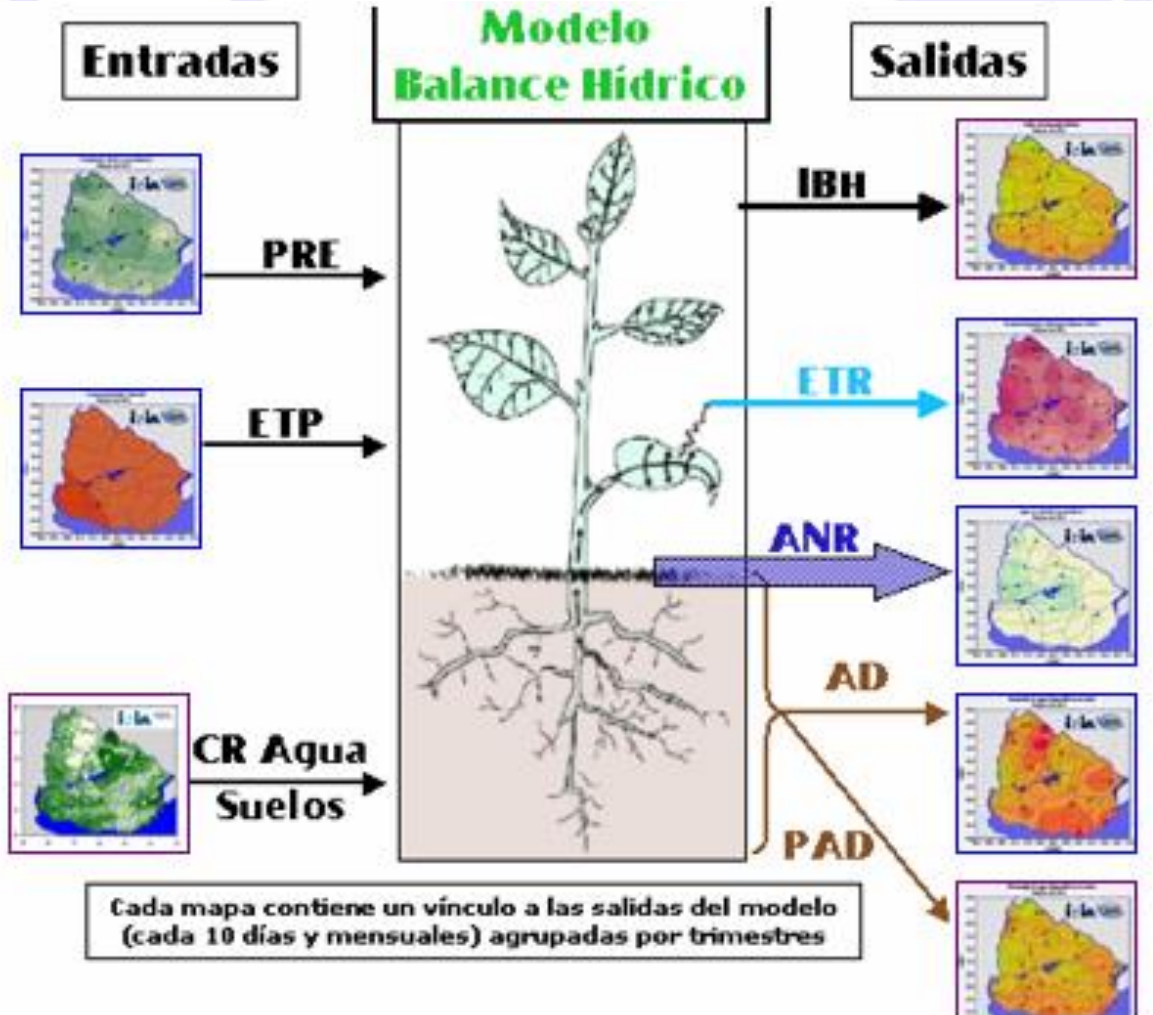 Entradas
Modelo
Balance Hídrico
Salidas
PRE
ETP
CR Agua
Suelos
IBH
ETR
ANR
AD
PAD
Cada mapa contiene un vínculo a las salidas del modelo
(cada 10 días y mensuales) agrupadas por trimestres